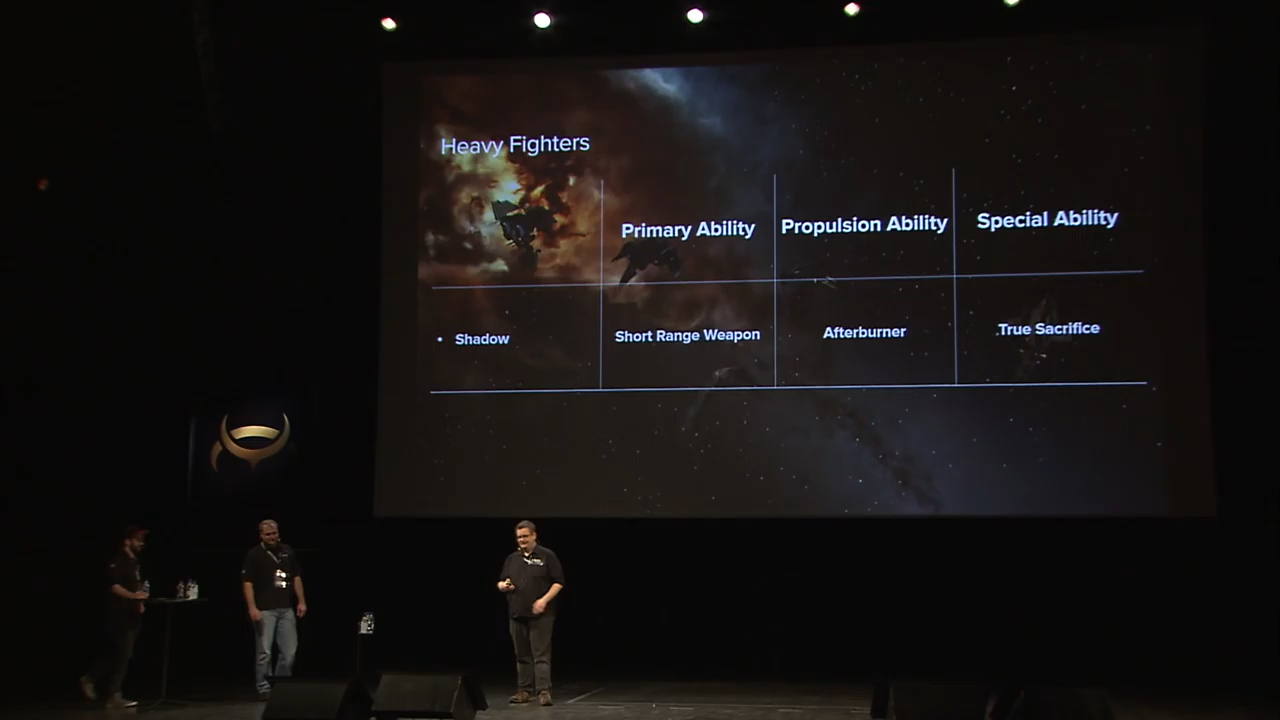 Heavy Fighters
Primary Ability
Propulsion Ability
Special Ability
• Shadow
Short Range Weapon
Afterburner
True Sacrifice